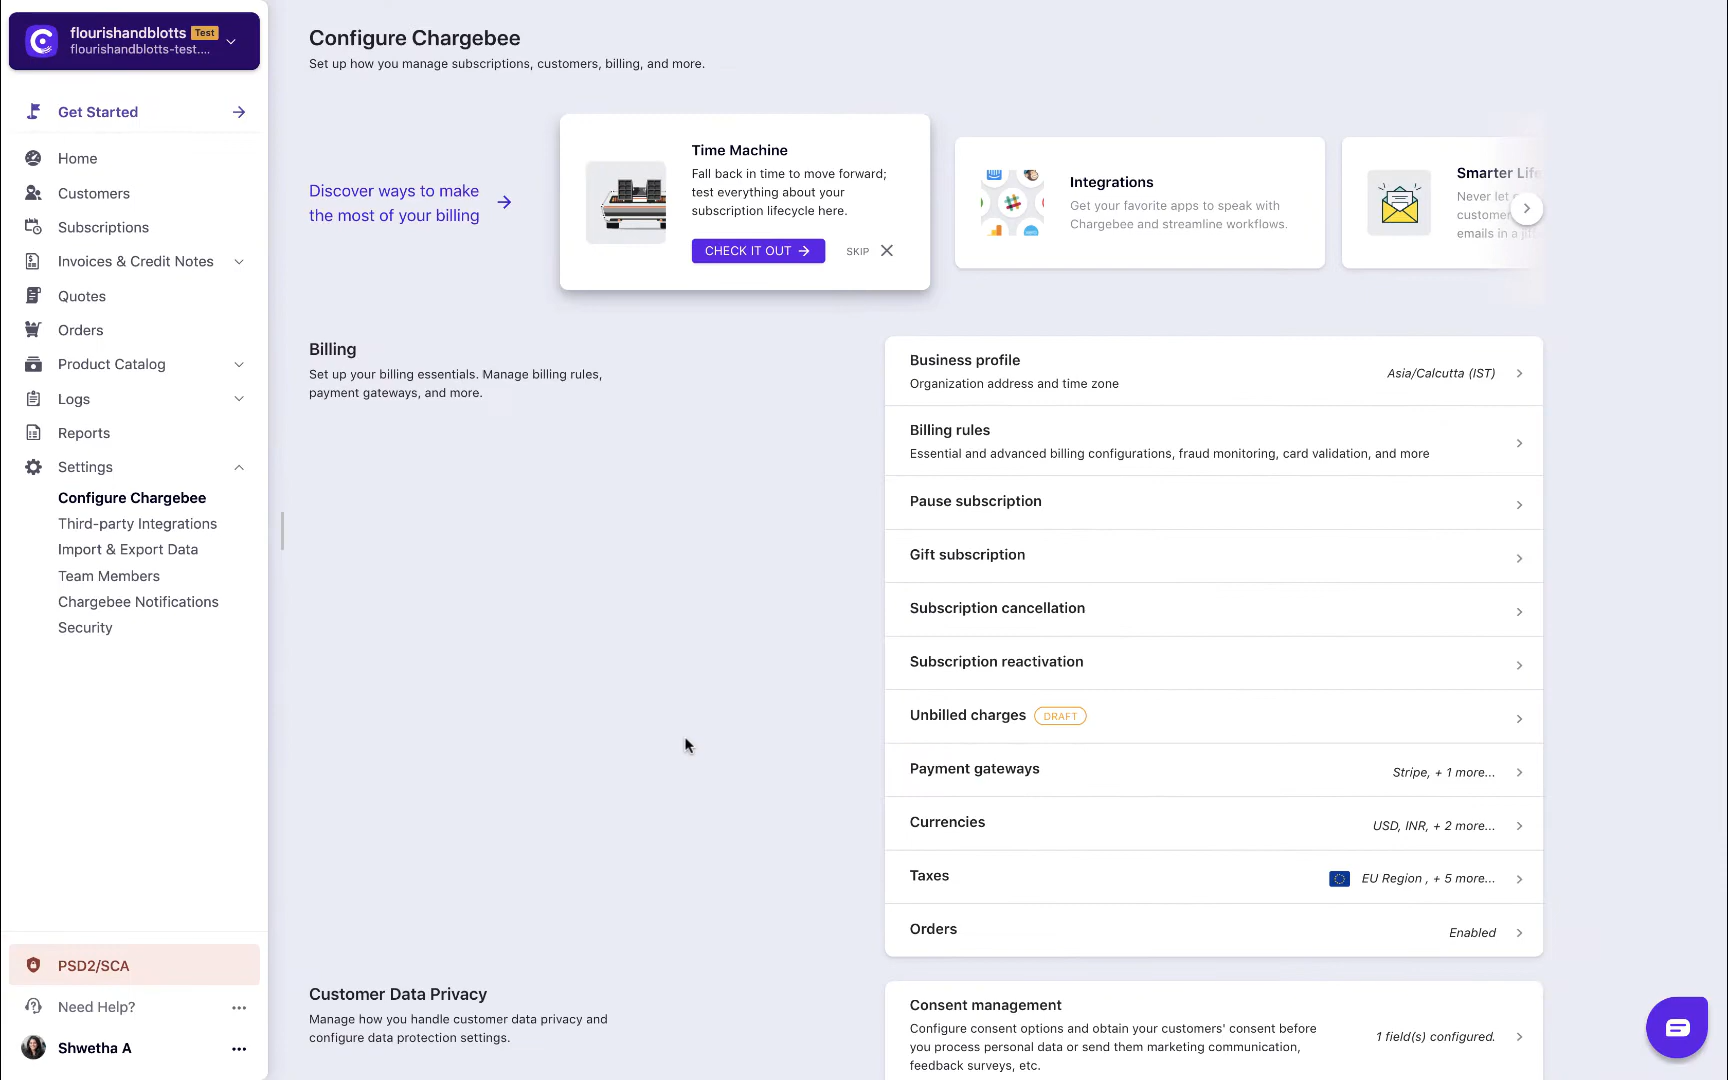 flourishandblotts Test
flourishandblotts-test....
Get Started
Home
Customers
Subscriptions
Invoices & Credit Notes
Quotes
Orders
Product Catalog
Logs
Reports
Settings
Configure Chargebee
Third-party Integrations
Import & Export Data
Team Members
Chargebee Notifications
Security
PSD2/SCA
Need Help?
Shwetha A
Configure Chargebee
Set up how you manage subscriptions, customers, billing, and more.
Discover ways to make
the most of your billing
Time Machine
Fall back in time to move forward;
test everything about your
subscription lifecycle here.
CHECK IT OUT
SKIP
Integrations
Get your favorite apps to speak with
Chargebee and streamline workflows.
Smarter Life
Never let
customer
emails in a
Billing
Set up your billing essentials. Manage billing rules,
payment gateways, and more.
Business profile
Organization address and time zone
Asia/Calcutta (IST)
Billing rules
Essential and advanced billing configurations, fraud monitoring, card validation, and more
Pause subscription
Gift subscription
Subscription cancellation
Subscription reactivation
Unbilled charges DRAFT
Payment gateways
Stripe, + 1 more...
Currencies
USD, INR, + 2 more...
Taxes
EU Region , + 5 more...
Orders
Enabled
Customer Data Privacy
Manage how you handle customer data privacy and
configure data protection settings.
Consent management
Configure consent options and obtain your customers' consent before
you process personal data or send them marketing communication,
feedback surveys, etc.
1 field(s) configured.